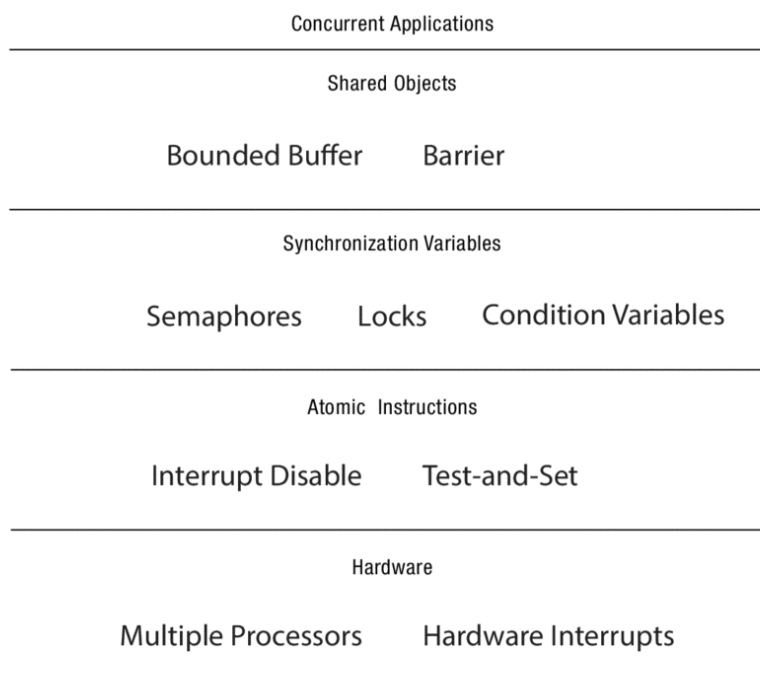 Concurrent Applications
Shared Objects
Bounded Buffer Barrier
Synchronization Variables
Semaphores Locks Condition Variables
Atomic Instructions
Interrupt Disable Test-and-Set
Hardware
Multiple Processors Hardware Interrupts